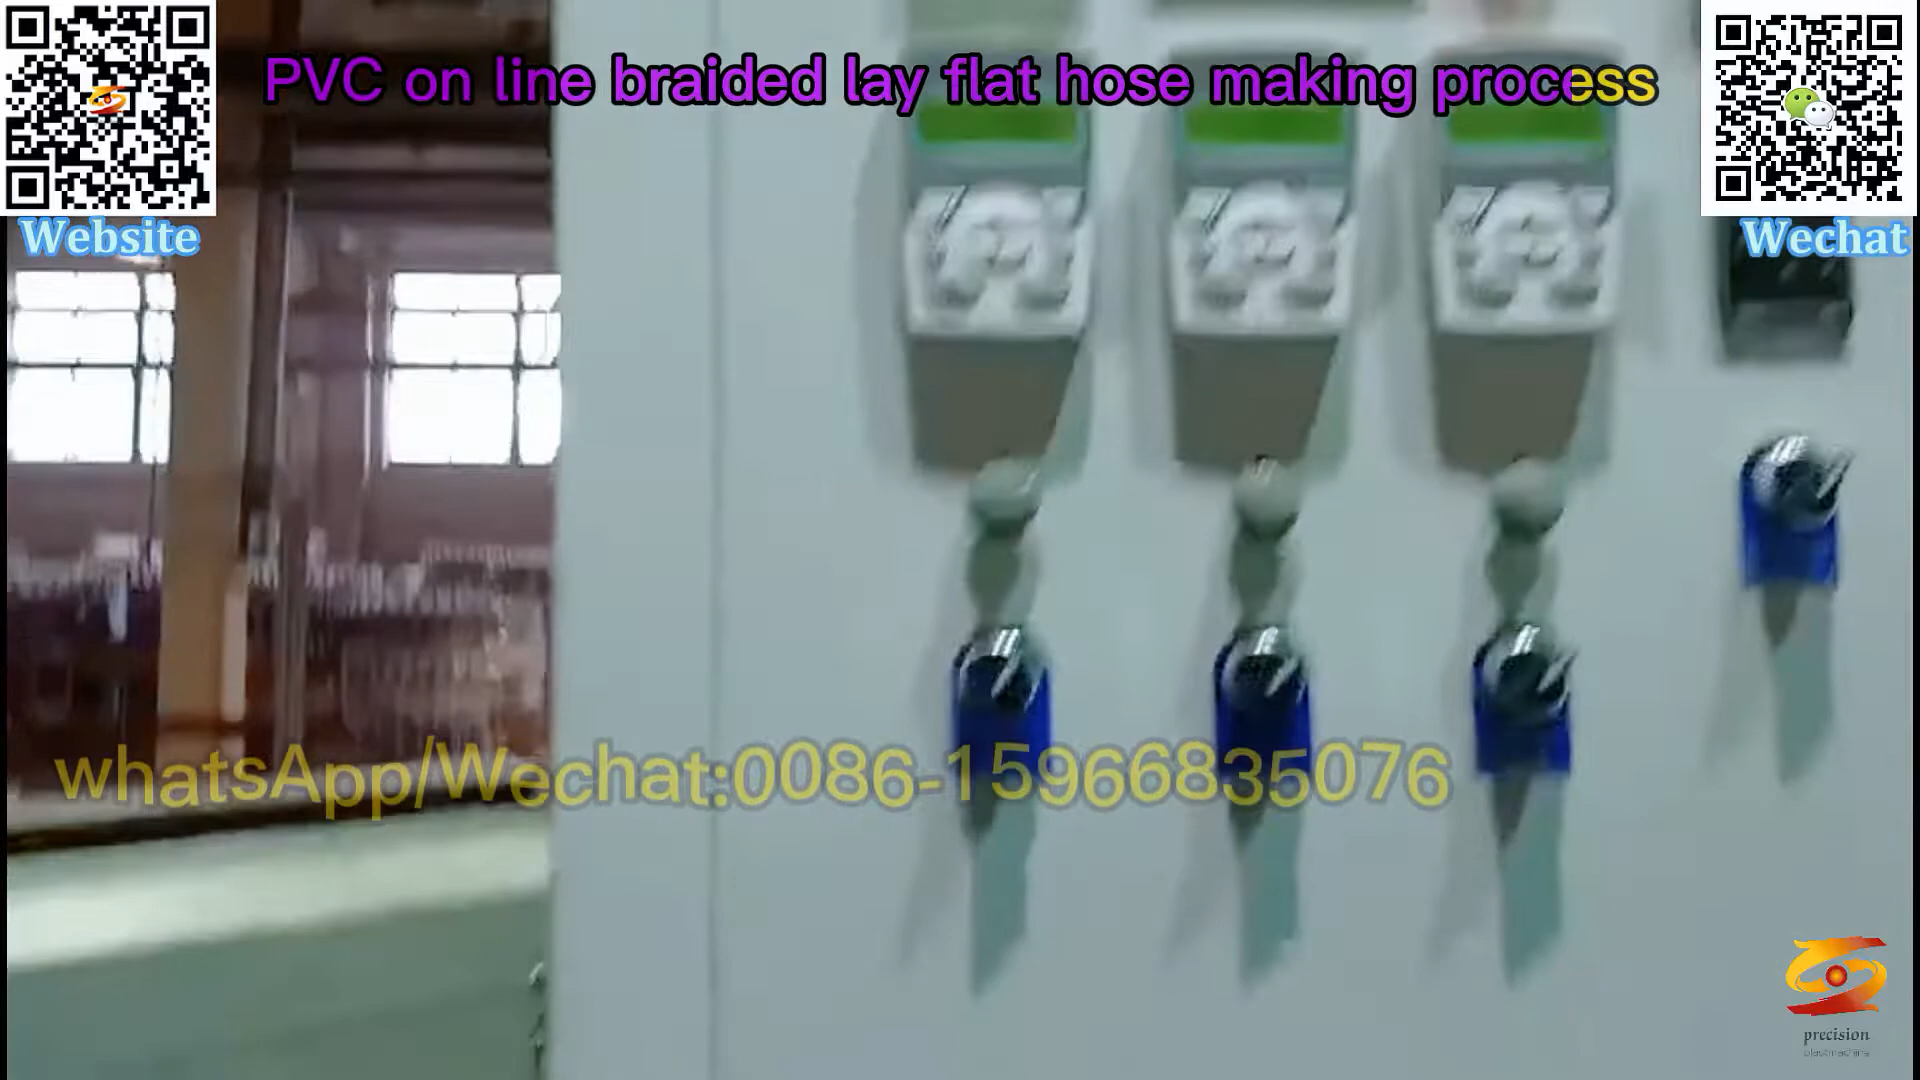 PVC on line braided lay flat hose making process
Website
Wechat
whatsApp/Wechat:0086-15966835076
precision